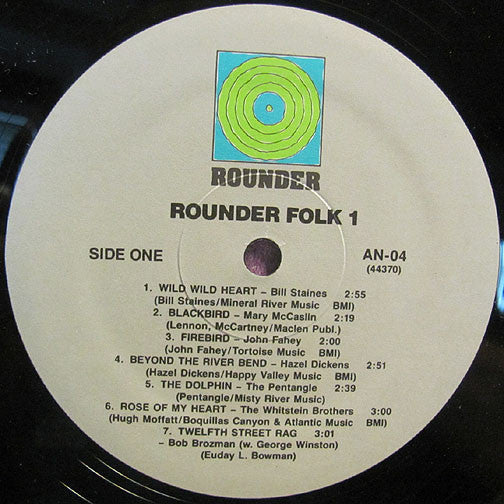 ROUNDER
ROUNDER FOLK 1
SIDE ONE
AN-04
(44370)
1. WILD WILD HEART – Bill Staines 2:55
(Bill Staines/Mineral River Music BMI)
2. BLACKBIRD – Mary McCaslin 2:19
(Lennon, McCartney/Maclen Publ.)
3. FIREBIRD – John Fahey 2:00
(John Fahey/Tortoise Music BMI)
4. BEYOND THE RIVER BEND – Hazel Dickens 2:51
(Hazel Dickens/Happy Valley Music BMI)
5. THE DOLPHIN – The Pentangle 2:39
(Pentangle/Misty River Music)
6. ROSE OF MY HEART – The Whitstein Brothers 3:00
(Hugh Moffatt/Boquillas Canyon & Atlantic Music BMI)
7. TWELFTH STREET RAG 3:01
– Bob Brozman (w. George Winston)
(Euday L. Bowman)